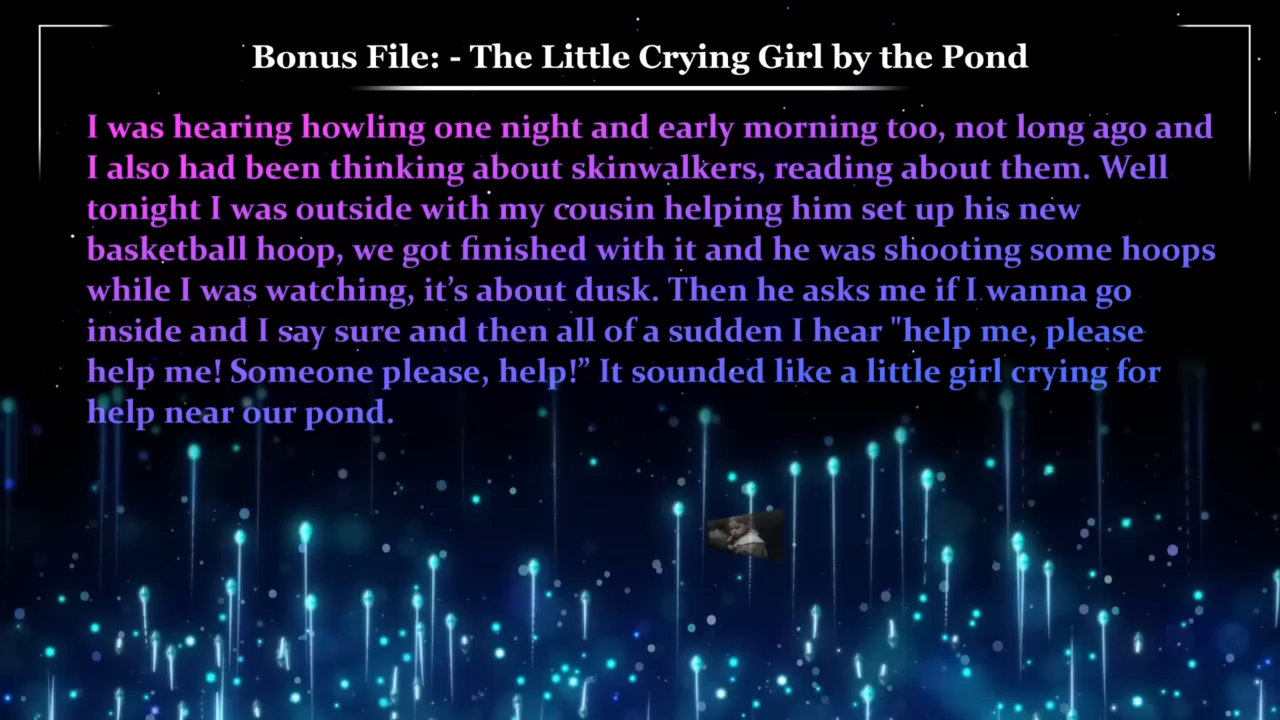 Bonus File: - The Little Crying Girl by the Pond
I was hearing howling one night and early morning too, not long ago and
I also had been thinking about skinwalkers, reading about them. Well
tonight I was outside with my cousin helping him set up his new
basketball hoop, we got finished with it and he was shooting some hoops
while I was watching, it’s about dusk. Then he asks me if I wanna go
inside and I say sure and then all of a sudden I hear "help me, please
help me! Someone please, help!” It sounded like a little girl crying for
help near our pond.